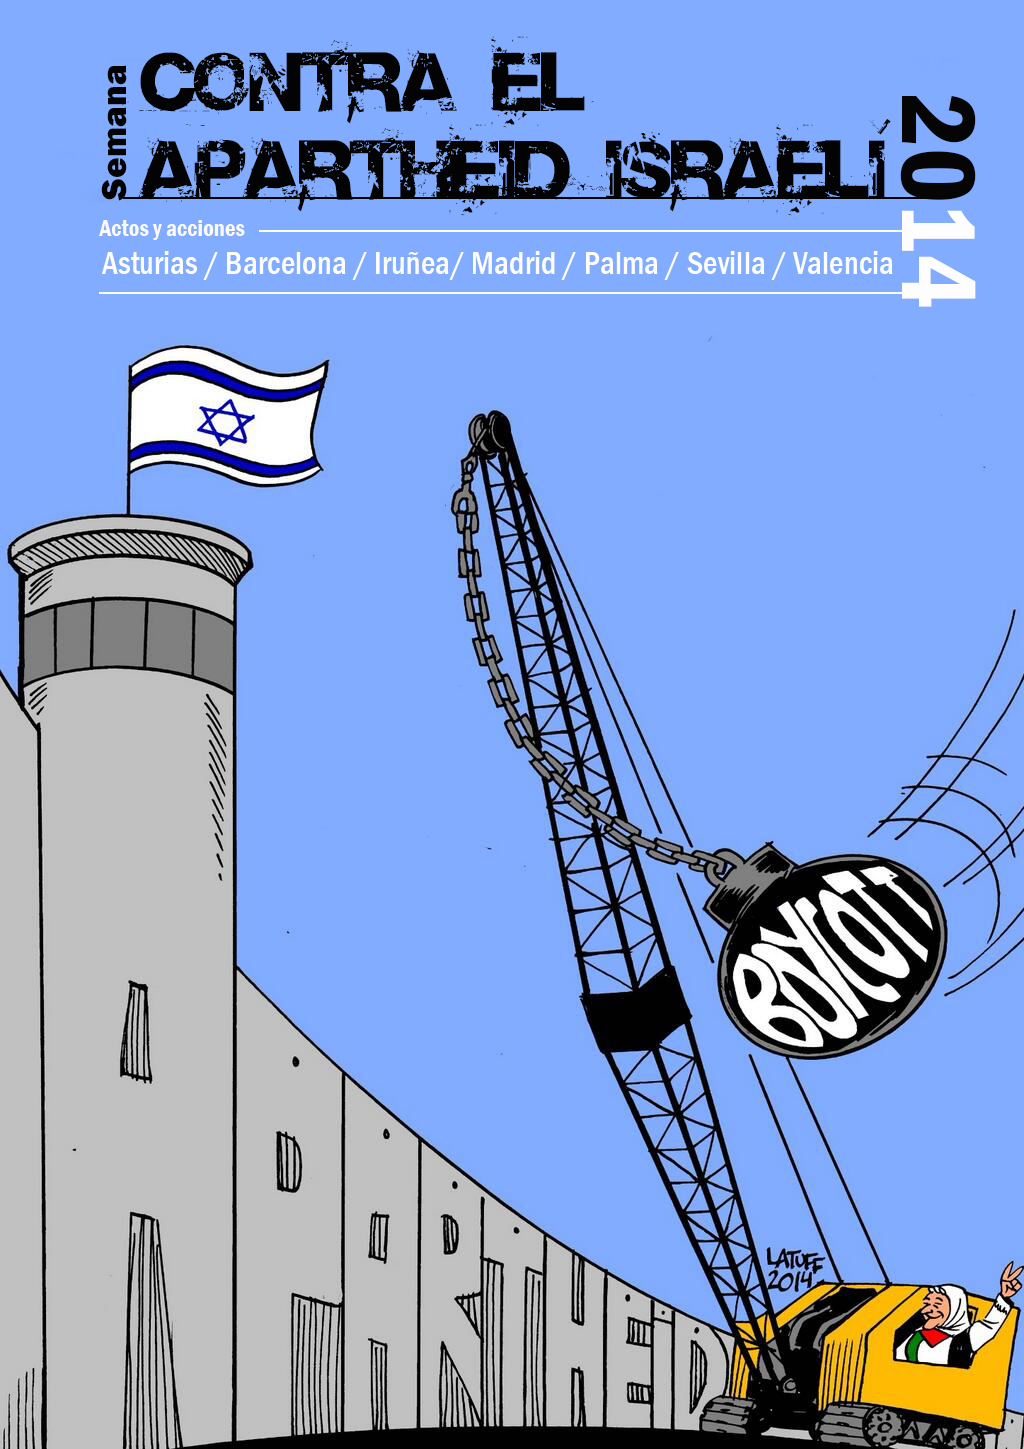 Semana
CONTRA EL
APARTHEID ISRAELÍ
2014
Actos y acciones
Asturias / Barcelona / Iruñea/ Madrid / Palma / Sevilla / Valencia
BOYCOTT
APARTHEID
LATUFF
2014